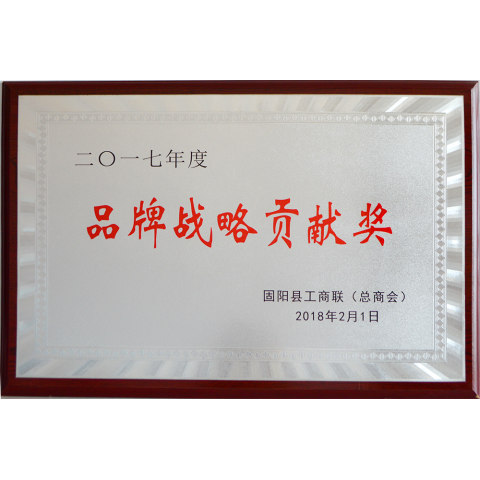 二〇一七年度
品牌战略贡献奖
固阳县工商联（总商会）
2018年2月1日